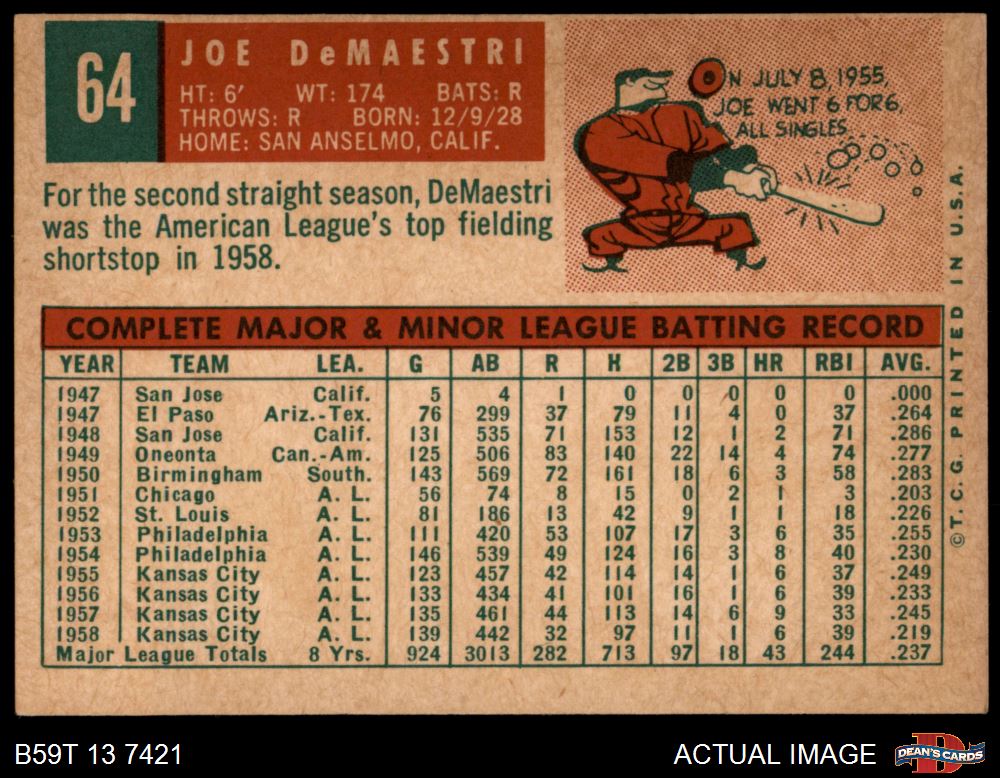 64
JOE DeMAESTRI
HT: 6' WT: 174 BATS: R
THROWS: R BORN: 12/9/28
HOME: SAN ANSELMO, CALIF.
ON JULY 8, 1955,
JOE WENT 6 FOR 6,
ALL SINGLES
For the second straight season, DeMaestri
was the American League's top fielding
shortstop in 1958.
COMPLETE MAJOR & MINOR LEAGUE BATTING RECORD
YEAR TEAM LEA. G AB R H 2B 3B HR RBI AVG.
1947 San Jose Calif. 5 4 1 0 0 0 0 0 .000
1947 El Paso Ariz.-Tex. 76 299 37 79 11 4 0 37 .264
1948 San Jose Calif. 131 535 71 153 12 1 2 71 .286
1949 Oneonta Can.-Am. 125 506 83 140 22 14 4 74 .277
1950 Birmingham South. 143 569 72 161 18 6 3 58 .283
1951 Chicago A. L. 56 74 8 15 0 2 1 3 .203
1952 St. Louis A. L. 81 186 13 42 9 1 1 18 .226
1953 Philadelphia A. L. 111 420 53 107 17 3 6 35 .255
1954 Philadelphia A. L. 146 539 49 124 16 3 8 40 .230
1955 Kansas City A. L. 123 457 42 114 14 1 6 37 .249
1956 Kansas City A. L. 133 434 41 101 16 1 6 39 .233
1957 Kansas City A. L. 135 461 44 113 14 6 9 33 .245
1958 Kansas City A. L. 139 442 32 97 11 1 6 39 .219
Major League Totals 8 Yrs. 924 3013 282 713 97 18 43 244 .237
©T. C. G. PRINTED IN U.S.A.
B59T 13 7421
ACTUAL IMAGE
D
DEAN'S CARDS